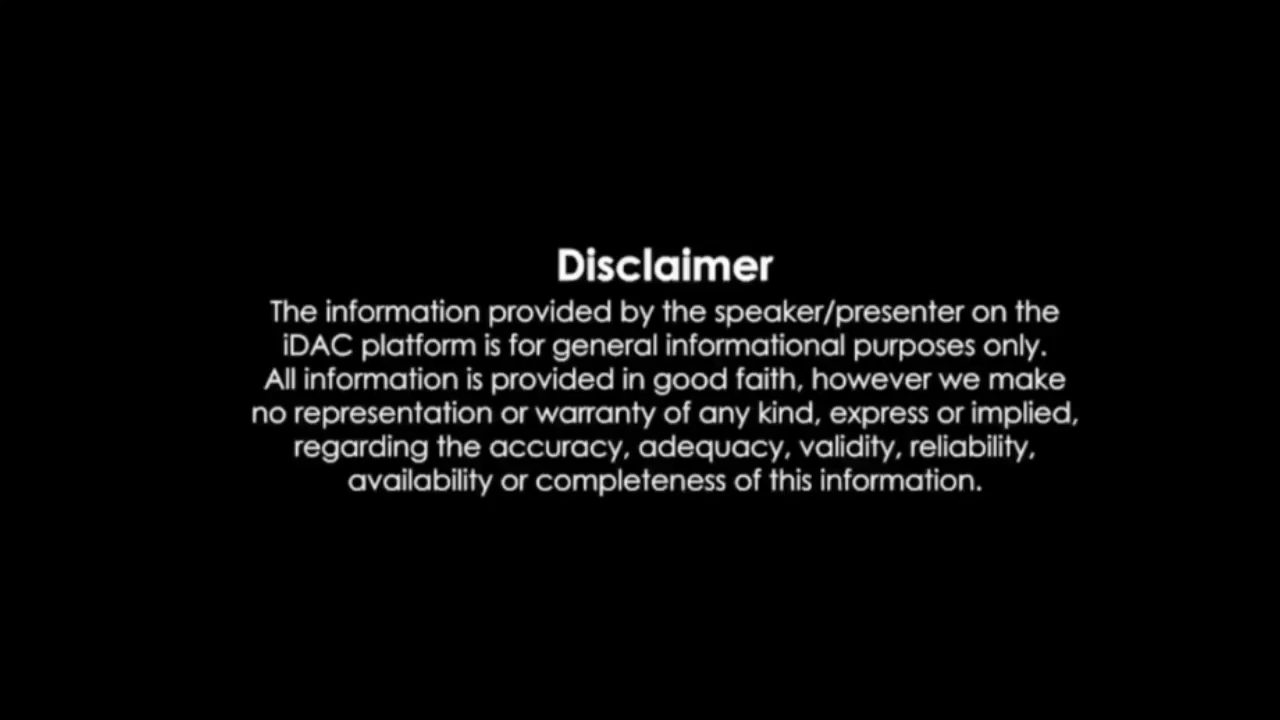 Disclaimer
The information provided by the speaker/presenter on the
iDAC platform is for general informational purposes only.
All information is provided in good faith, however we make
no representation or warranty of any kind, express or implied,
regarding the accuracy, adequacy, validity, reliability,
availability or completeness of this information.